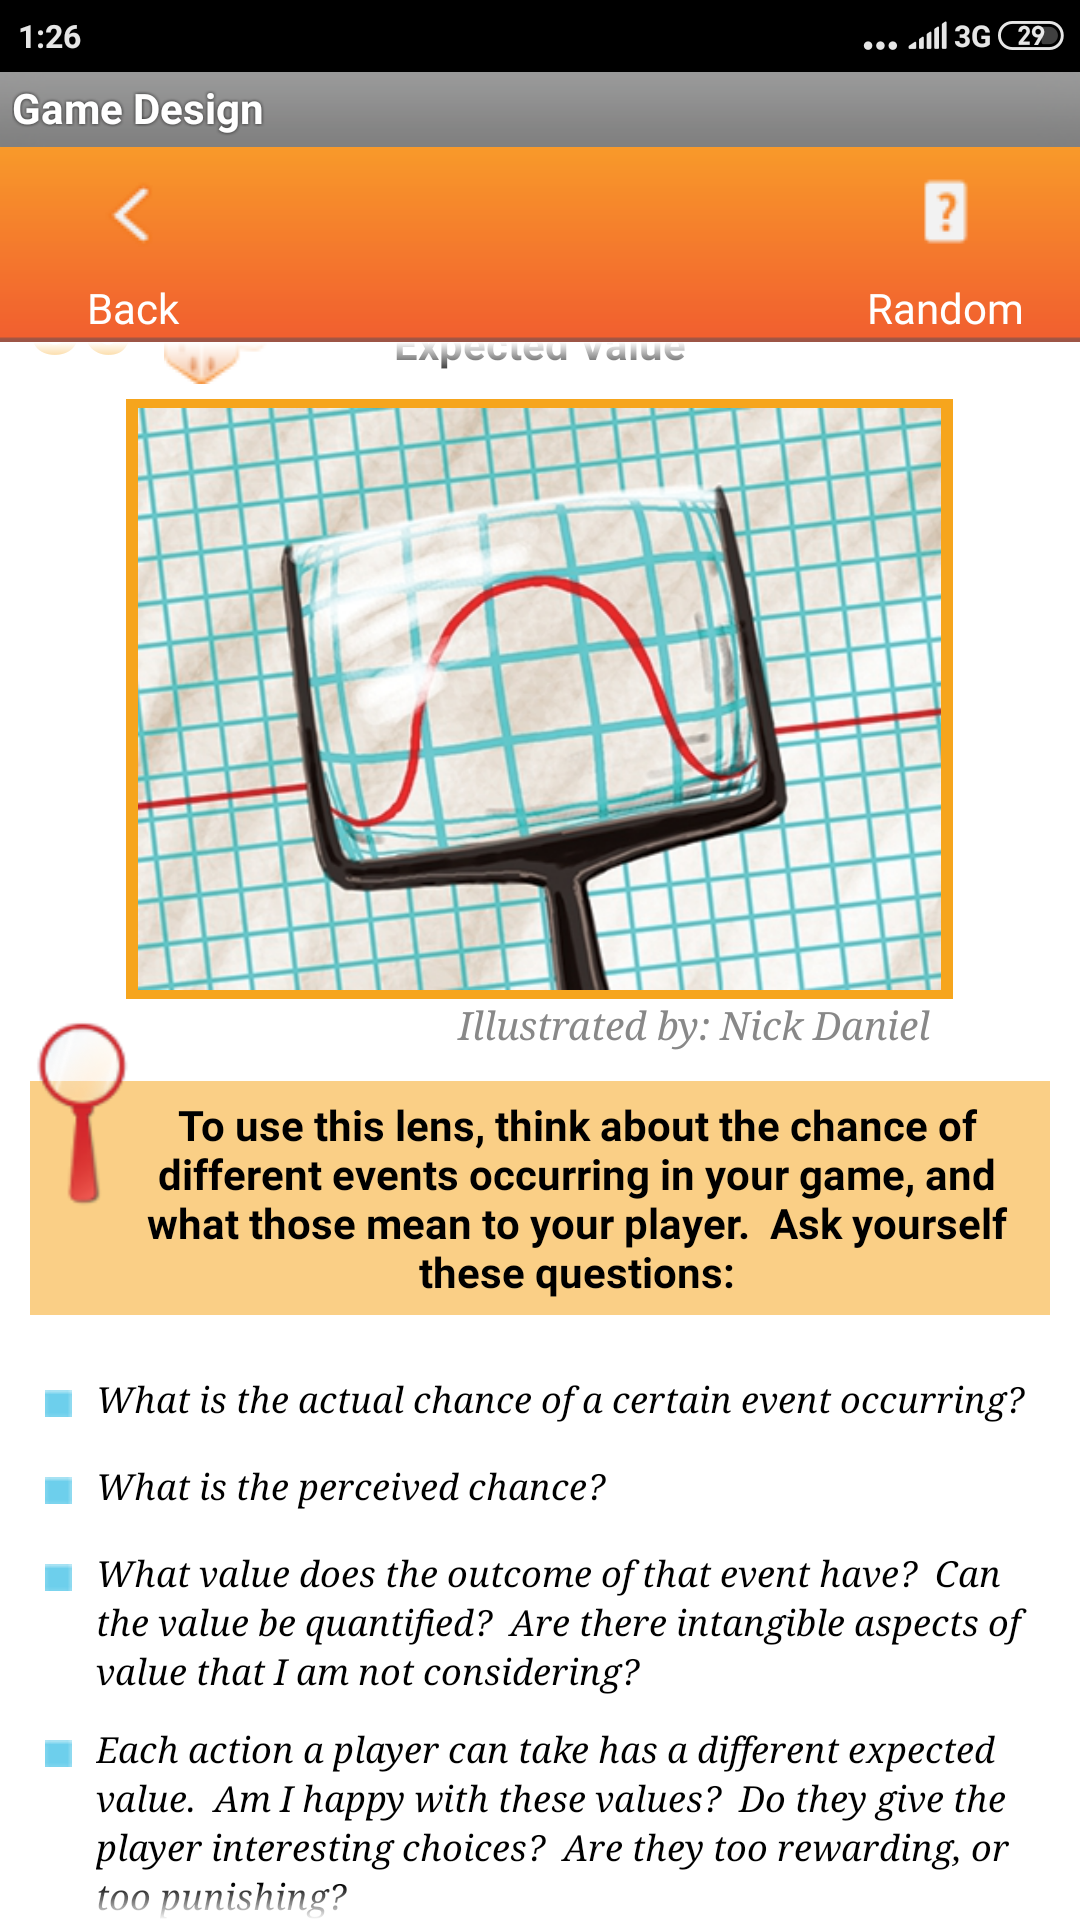 1:26
3G 29
Game Design
Back
Random
Expected Value
Illustrated by: Nick Daniel
To use this lens, think about the chance of
different events occurring in your game, and
what those mean to your player.  Ask yourself
these questions:
What is the actual chance of a certain event occurring?
What is the perceived chance?
What value does the outcome of that event have?  Can
the value be quantified?  Are there intangible aspects of
value that I am not considering?
Each action a player can take has a different expected
value.  Am I happy with these values?  Do they give the
player interesting choices?  Are they too rewarding, or
too punishing?